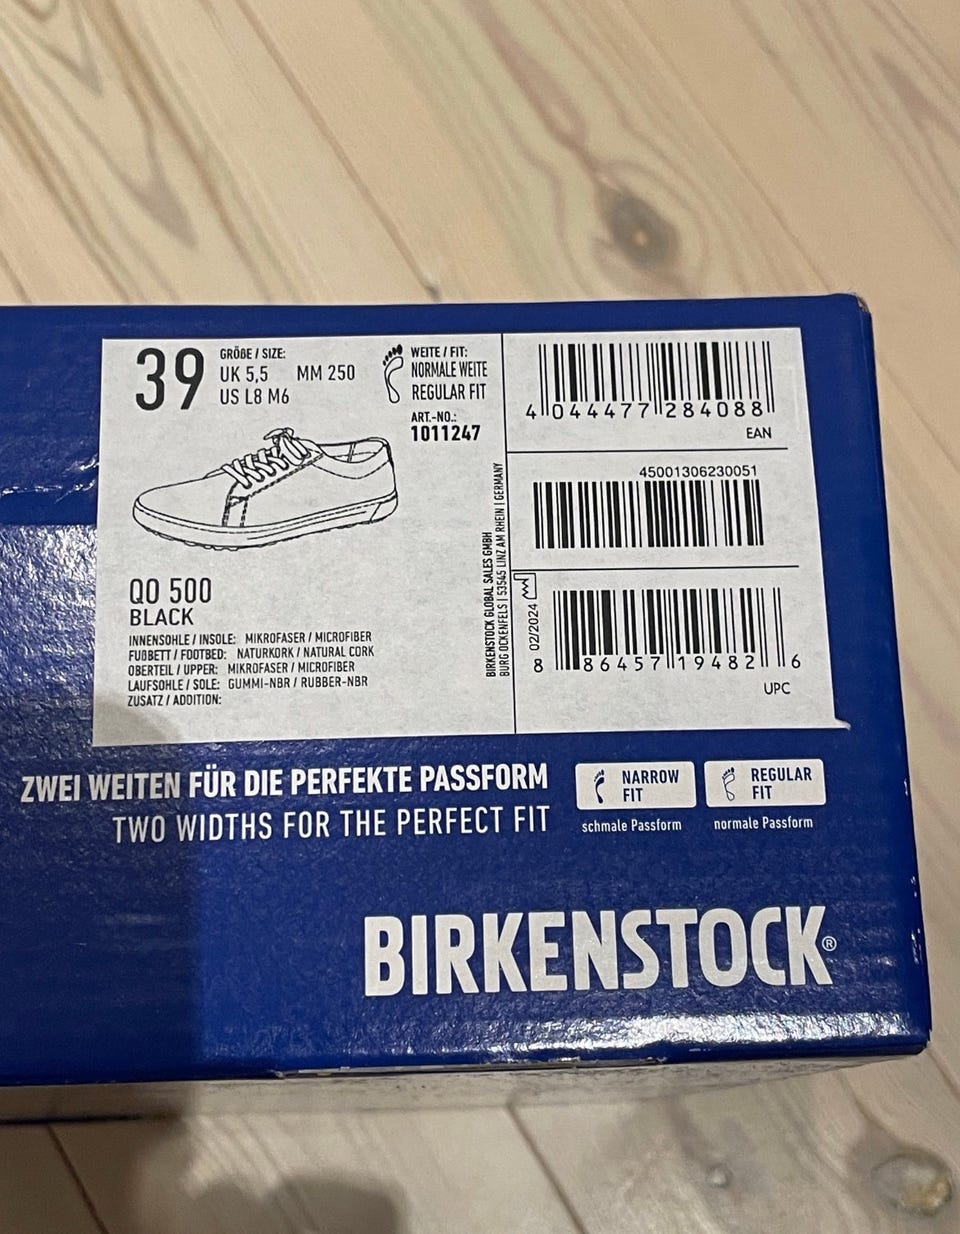 39
GRÖßE / SIZE:
UK 5,5 MM 250
US L8 M6
WEITE / FIT:
NORMALE WEITE
REGULAR FIT
ART.-NO.:
1011247
QO 500
BLACK
INNENSOHLE / INSOLE: MIKROFASER / MICROFIBER
FUßBETT / FOOTBED: NATURKORK / NATURAL CORK
OBERTEIL / UPPER: MIKROFASER / MICROFIBER
LAUFSOHLE / SOLE: GUMMI-NBR / RUBBER-NBR
ZUSATZ / ADDITION:
BIRKENSTOCK GLOBAL SALES GMBH
BURG OCKENFELS | 53545 LINZ AM RHEIN | GERMANY
4 044477 284088
EAN
45001306230051
02/2024
8 86457 19482 6
UPC
ZWEI WEITEN FÜR DIE PERFEKTE PASSFORM
TWO WIDTHS FOR THE PERFECT FIT
NARROW
FIT
schmale Passform
REGULAR
FIT
normale Passform
BIRKENSTOCK®